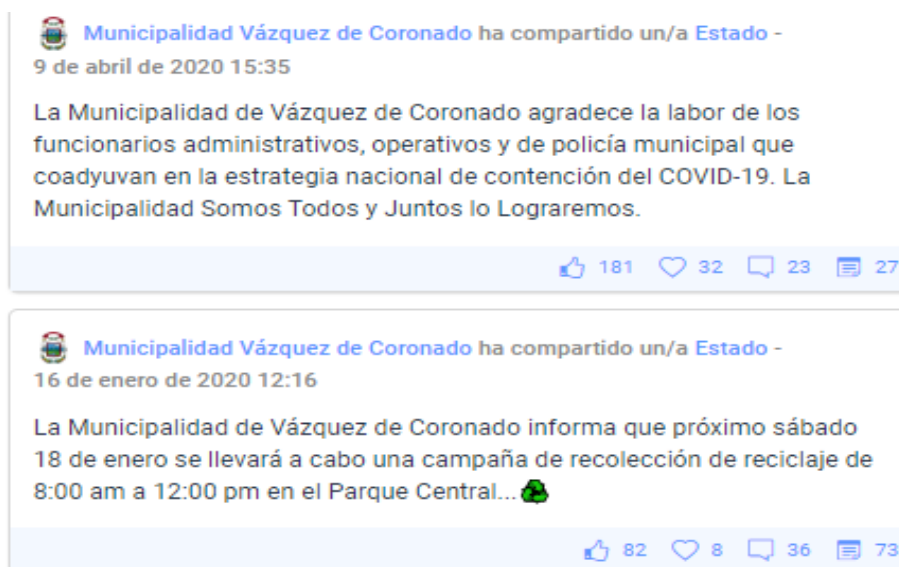 Municipalidad Vázquez de Coronado ha compartido un/a Estado -
9 de abril de 2020 15:35
La Municipalidad de Vázquez de Coronado agradece la labor de los
funcionarios administrativos, operativos y de policía municipal que
coadyuvan en la estrategia nacional de contención del COVID-19. La
Municipalidad Somos Todos y Juntos lo Lograremos.
181 32 23 27
Municipalidad Vázquez de Coronado ha compartido un/a Estado -
16 de enero de 2020 12:16
La Municipalidad de Vázquez de Coronado informa que próximo sábado
18 de enero se llevará a cabo una campaña de recolección de reciclaje de
8:00 am a 12:00 pm en el Parque Central...
82 8 36 73